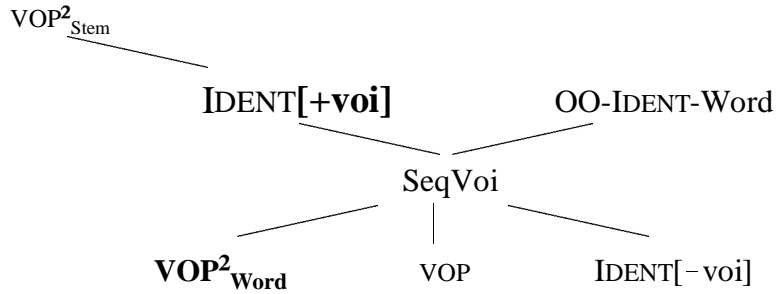 VOP²Stem
IDENT[+voi] OO-IDENT-Word
SeqVoi
VOP²Word VOP IDENT[−voi]